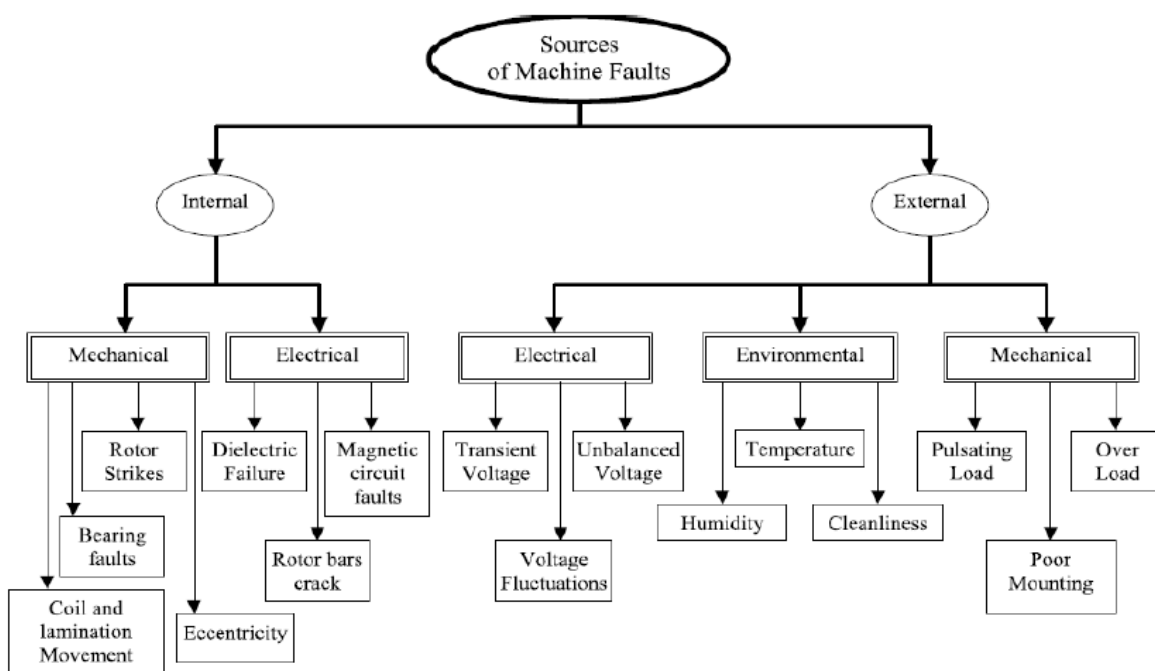 Sources
of Machine Faults
Internal
External
Mechanical
Electrical
Electrical
Environmental
Mechanical
Rotor
Strikes
Dielectric
Failure
Magnetic
circuit
faults
Transient
Voltage
Unbalanced
Voltage
Temperature
Pulsating
Load
Over
Load
Bearing
faults
Rotor bars
crack
Voltage
Fluctuations
Humidity
Cleanliness
Poor
Mounting
Coil and
lamination
Movement
Eccentricity